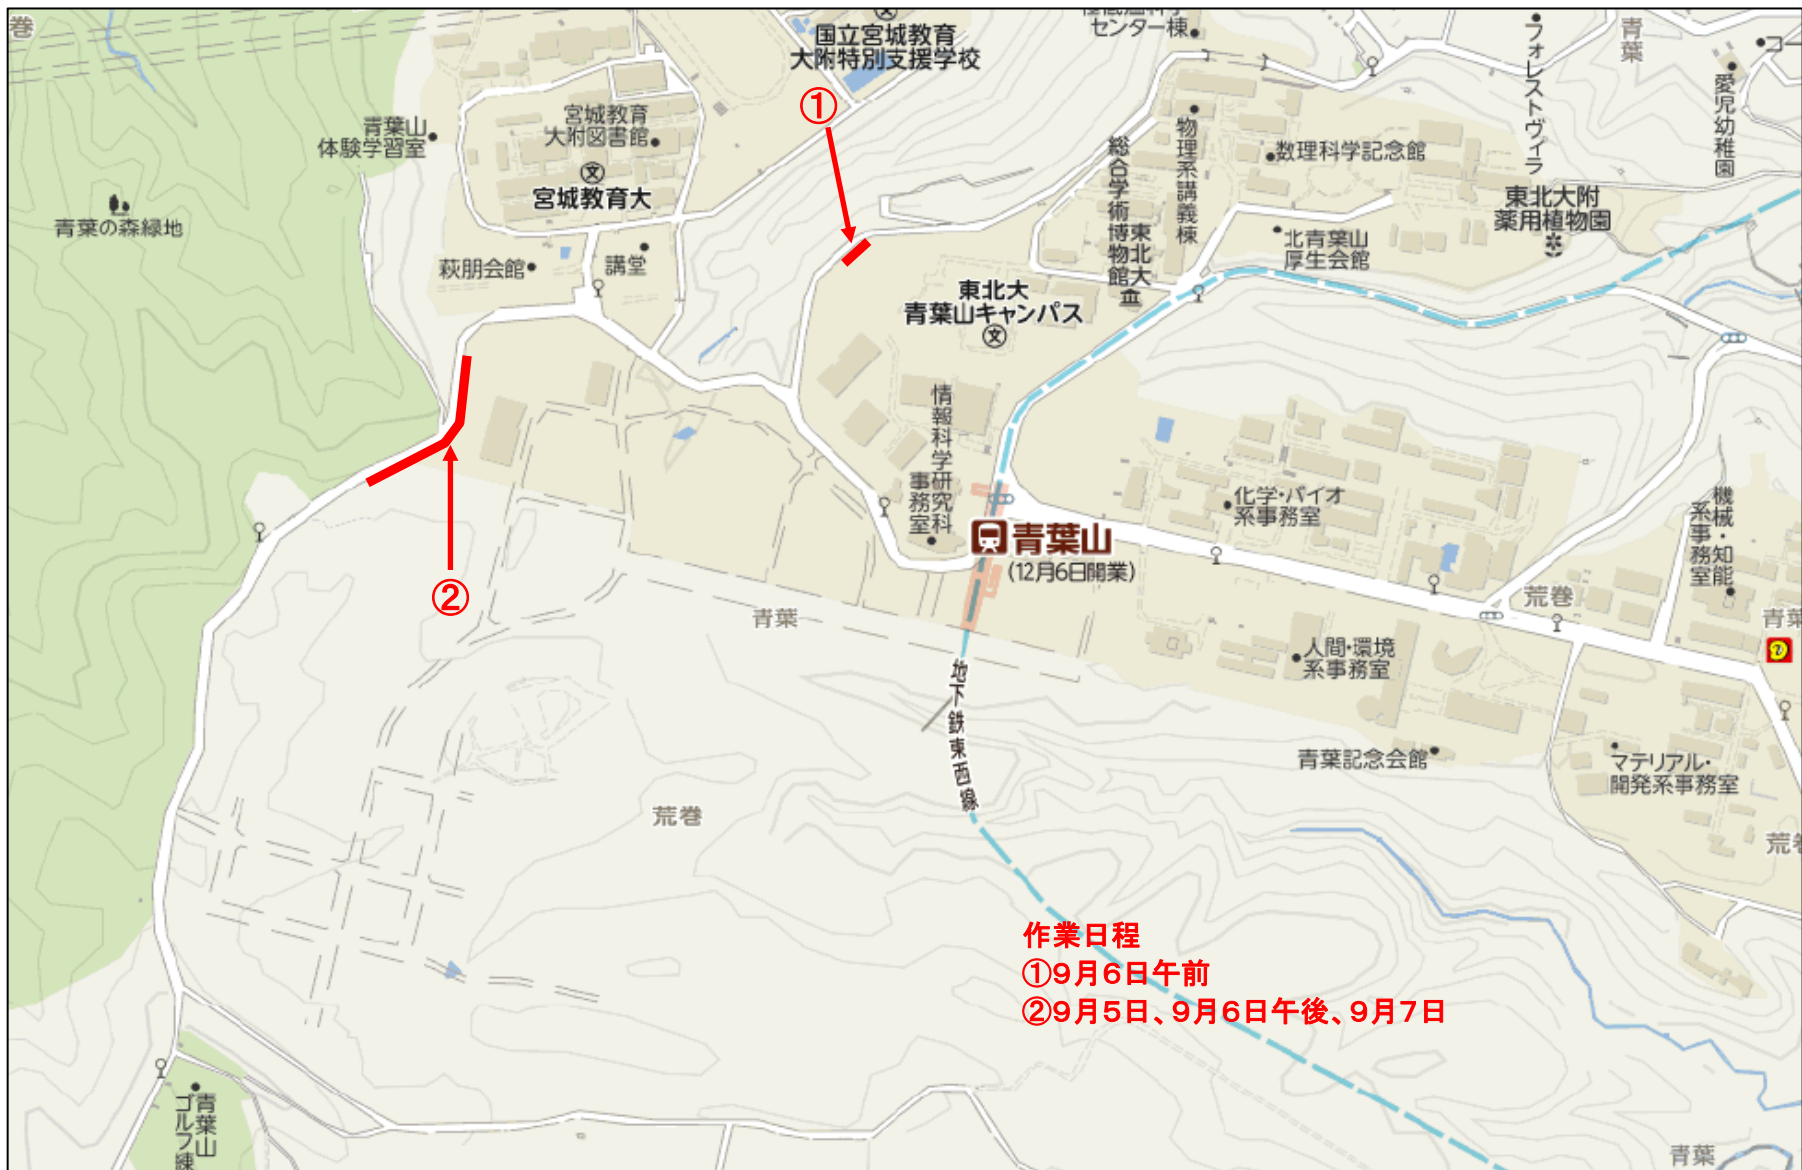 巻
国立宮城教育
大附特別支援学校
センター棟
フォレストヴィラ
青葉
コー
愛児幼稚園
①
宮城教育
大附図書館
青葉山
体験学習室
宮城教育大
物理系講義棟
数理科学記念館
総合学術博物館
東北大
東北大附
薬用植物園
青葉の森緑地
萩朋会館
講堂
北青葉山
厚生会館
東北大
青葉山キャンパス
情報科学研究科
事務室
化学・バイオ
系事務室
機械・知能
系事務室
青葉山
(12月6日開業)
②
荒巻
青葉
青葉
人間・環境
系事務室
地下鉄東西線
青葉記念会館
マテリアル・
開発系事務室
荒巻
荒巻
作業日程
①9月6日午前
②9月5日、9月6日午後、9月7日
青葉山
ゴルフ練
青葉